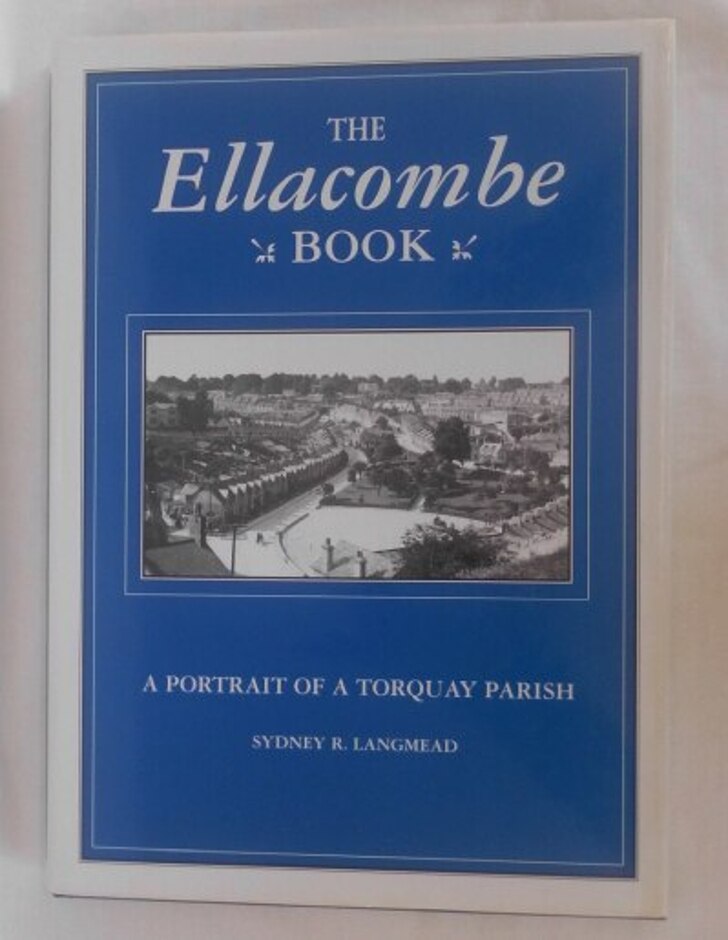 THE
Ellacombe
BOOK
A PORTRAIT OF A TORQUAY PARISH
SYDNEY R. LANGMEAD